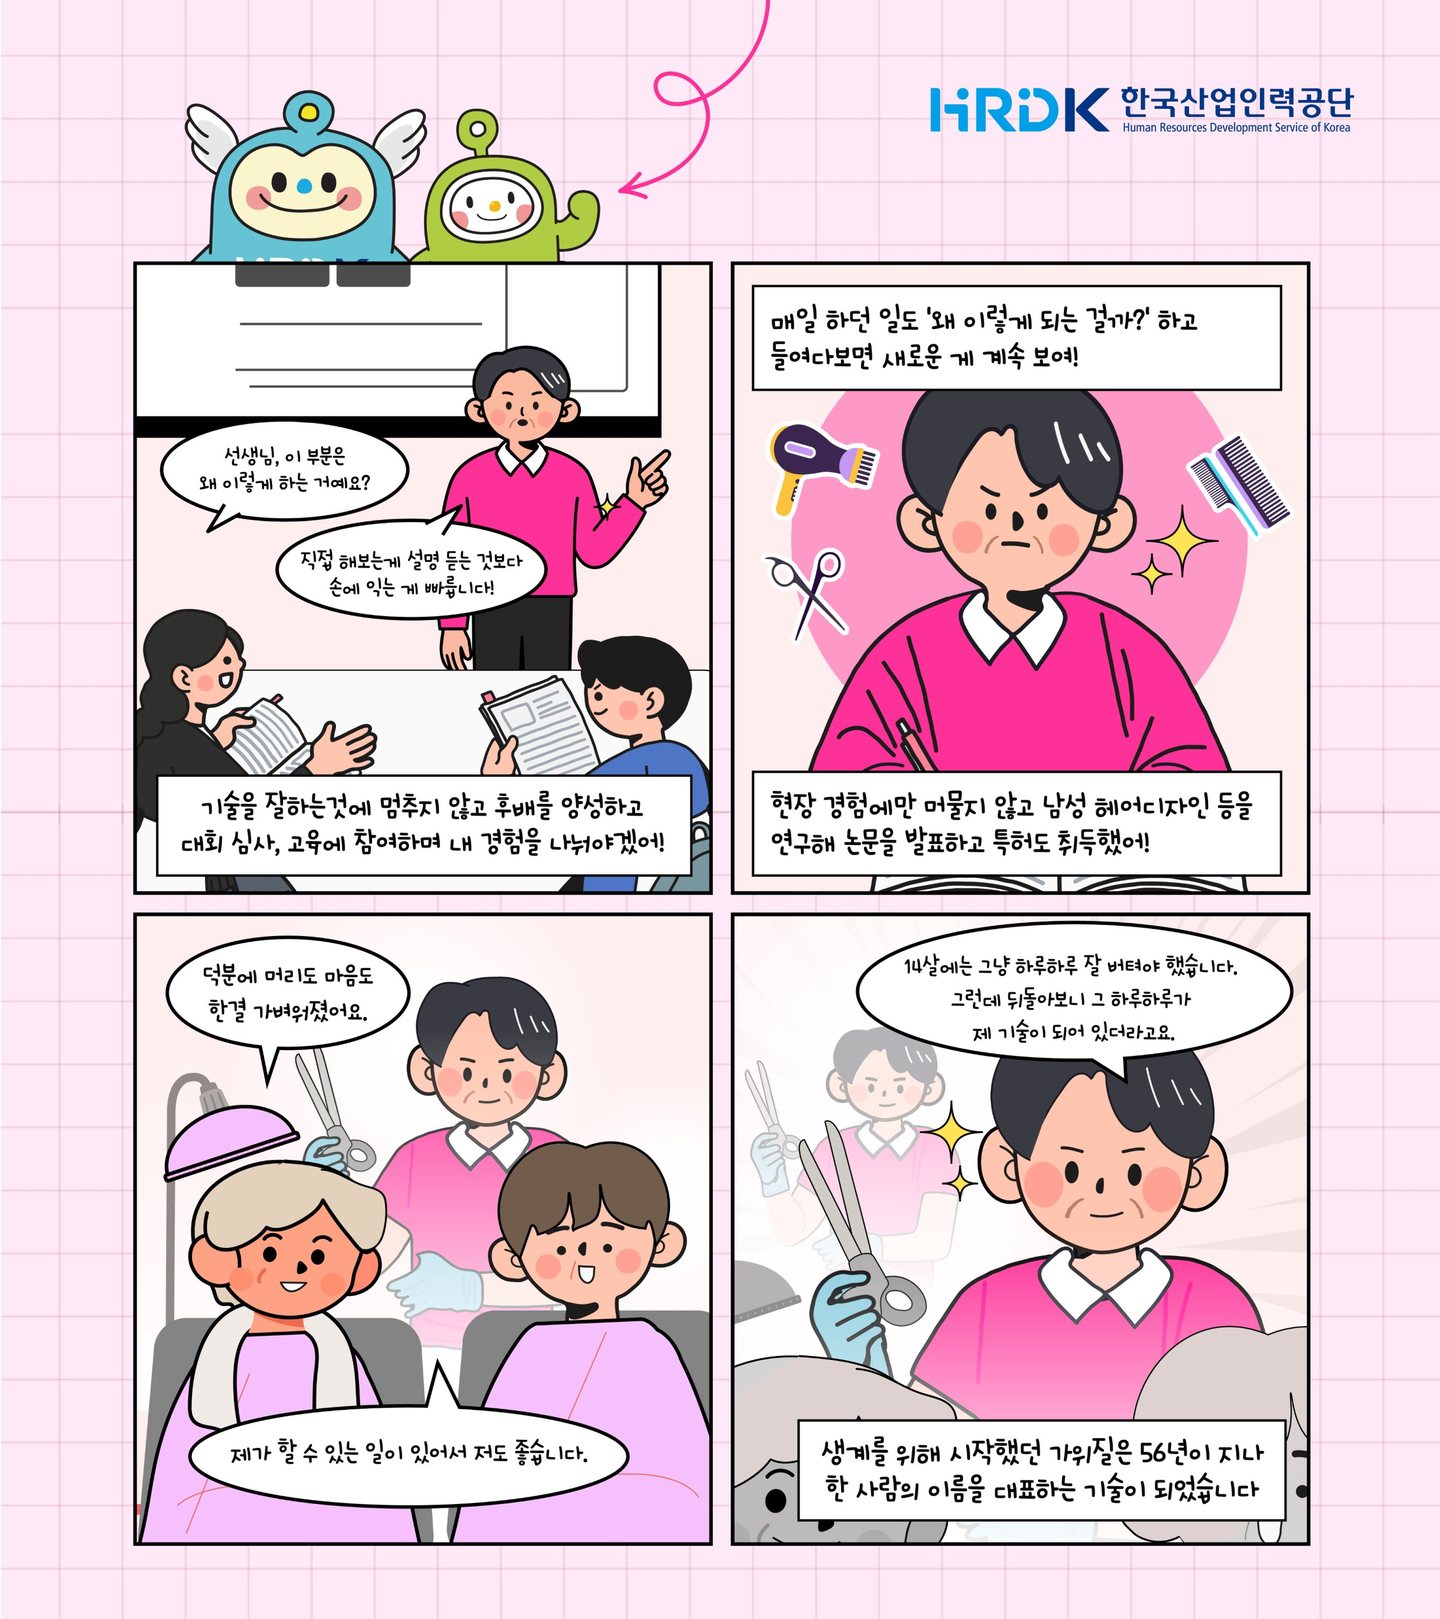 HRDK 한국산업인력공단
Human Resources Development Service of Korea
HRDK
선생님, 이 부분은
왜 이렇게 하는 거예요?
직접 해보는게 설명 듣는 것보다
손에 익는 게 빠릅니다!
기술을 잘하는것에 멈추지 않고 후배를 양성하고
대회 심사, 교육에 참여하며 내 경험을 나눠야겠어!
매일 하던 일도 '왜 이렇게 되는 걸까?' 하고
들여다보면 새로운 게 계속 보여!
현장 경험에만 머물지 않고 남성 헤어디자인 등을
연구해 논문을 발표하고 특허도 취득했어!
덕분에 머리도 마음도
한결 가벼워졌어요.
제가 할 수 있는 일이 있어서 저도 좋습니다.
14살에는 그냥 하루하루 잘 버텨야 했습니다.
그런데 뒤돌아보니 그 하루하루가
제 기술이 되어 있더라고요.
생계를 위해 시작했던 가위질은 56년이 지나
한 사람의 이름을 대표하는 기술이 되었습니다